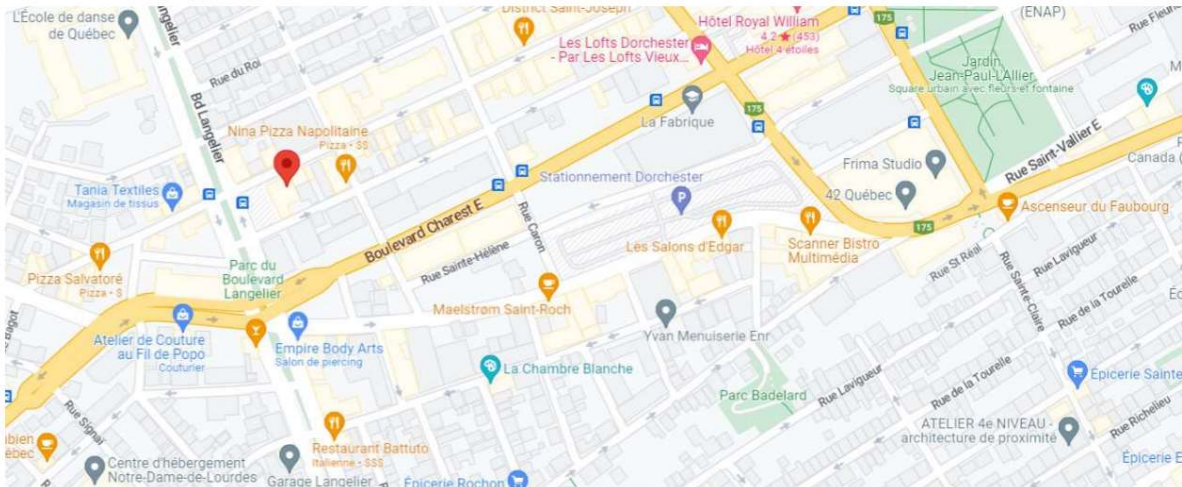 L'École de danse
de Québec
District Saint-Joseph
Hôtel Royal William
4.2 ★ (453)
Hôtel 4 étoiles
175
(ENAP)
Rue Fleu
Les Lofts Dorchester
- Par Les Lofts Vieux...
Rue du Roi
Bd Langelier
Jardin
Jean-Paul-L'Allier
Square urbain avec fleurs et fontaine
La Fabrique
175
Nina Pizza Napolitaine
Pizza • $$
Rue Saint-Vallier E
Canada (
Frima Studio
Stationnement Dorchester
42 Québec
Tania Textiles
Magasin de tissus
Rue Caron
Ascenseur du Faubourg
175
Boulevard Charest E
Les Salons d'Edgar
Scanner Bistro
Multimédia
Rue Sainte-Hélène
Rue St Réal
Rue Lavigueur
Pizza Salvatoré
Pizza • $
Parc du
Boulevard
Langelier
Rue Sainte-Claire
Rue de la Tourelle
Bagot
Maelstrøm Saint-Roch
Yvan Menuiserie Enr
Atelier de Couture
au Fil de Popo
Couturier
Empire Body Arts
Salon de piercing
La Chambre Blanche
Épicerie Sainte
Rue Lavigueur
Rue de la Tourelle
Parc Badelard
Rue Signaï
Rue Richelieu
ATELIER 4e NIVEAU -
architecture de proximité
Restaurant Battuto
Italienne • $$$
bien
ébec
Centre d'hébergement
Notre-Dame-de-Lourdes
Garage Langelier
Épicerie Rochon
Épicerie E